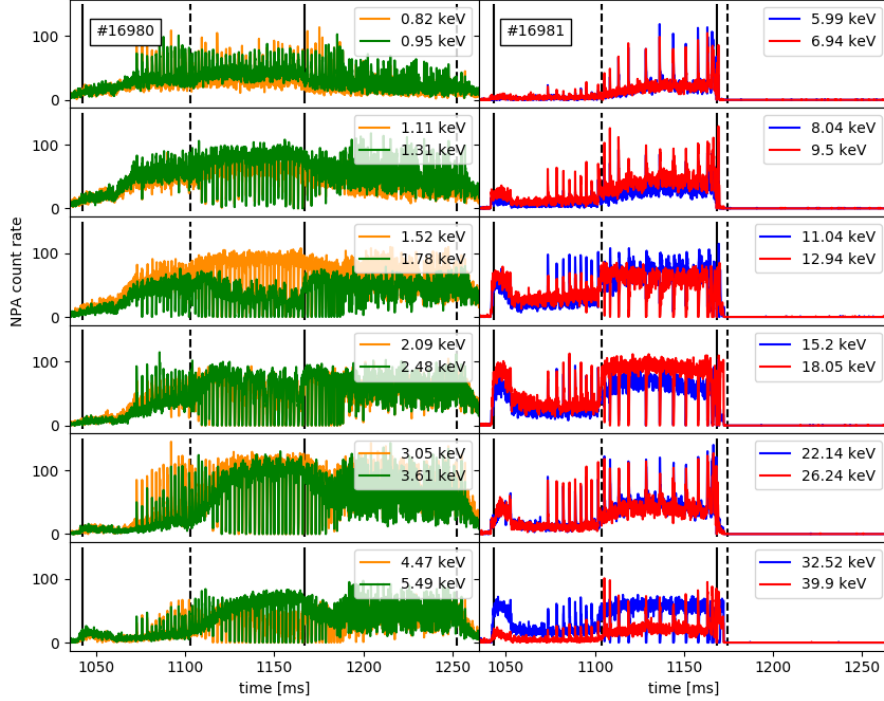 #16980
0.82 keV
0.95 keV
#16981
5.99 keV
6.94 keV
100
0
1.11 keV
1.31 keV
8.04 keV
9.5 keV
100
0
1.52 keV
1.78 keV
11.04 keV
12.94 keV
100
0
NPA count rate
2.09 keV
2.48 keV
15.2 keV
18.05 keV
100
0
3.05 keV
3.61 keV
22.14 keV
26.24 keV
100
0
4.47 keV
5.49 keV
32.52 keV
39.9 keV
100
0
1050 1100 1150 1200 1250 1050 1100 1150 1200 1250
time [ms] time [ms]